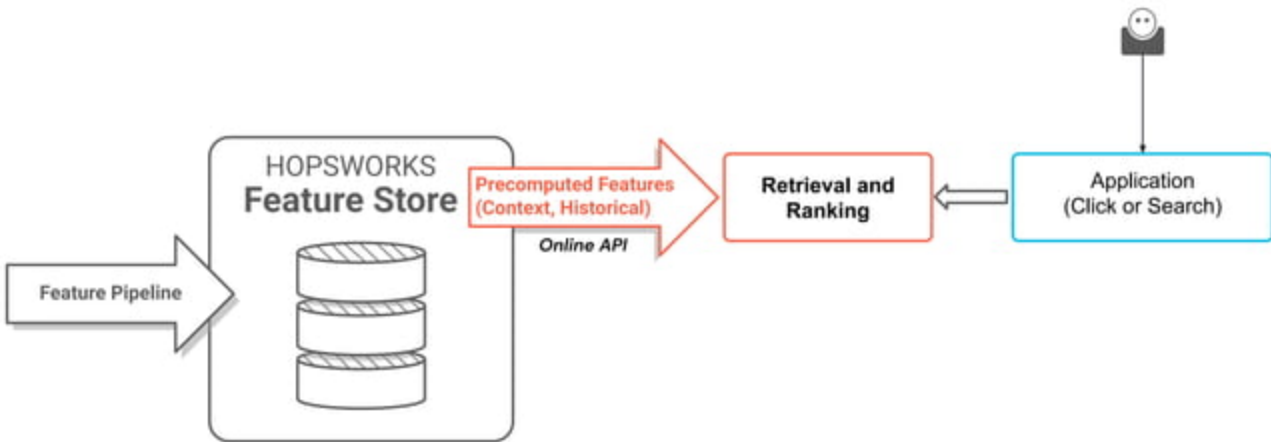 HOPSWORKS
Feature Store
Feature Pipeline
Precomputed Features
(Context, Historical)
Online API
Retrieval and
Ranking
Application
(Click or Search)